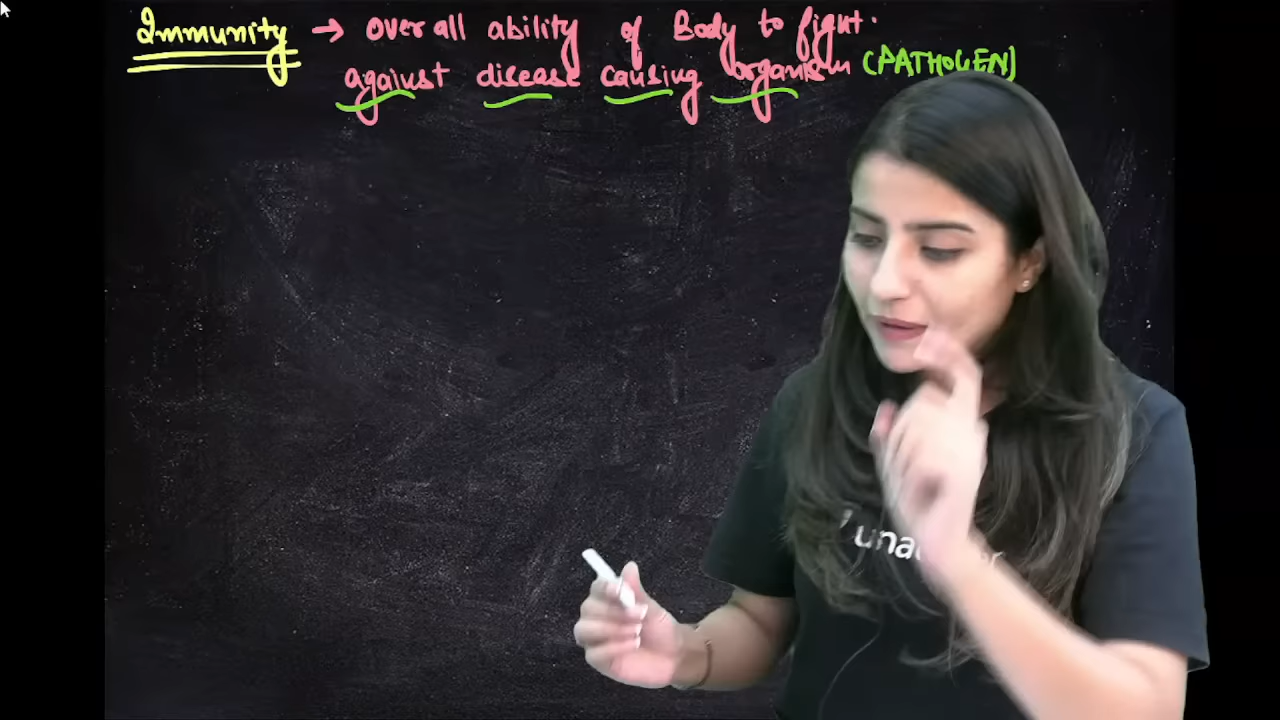 Immunity → Over all ability of Body to fight
against disease causing organism (PATHOGEN)